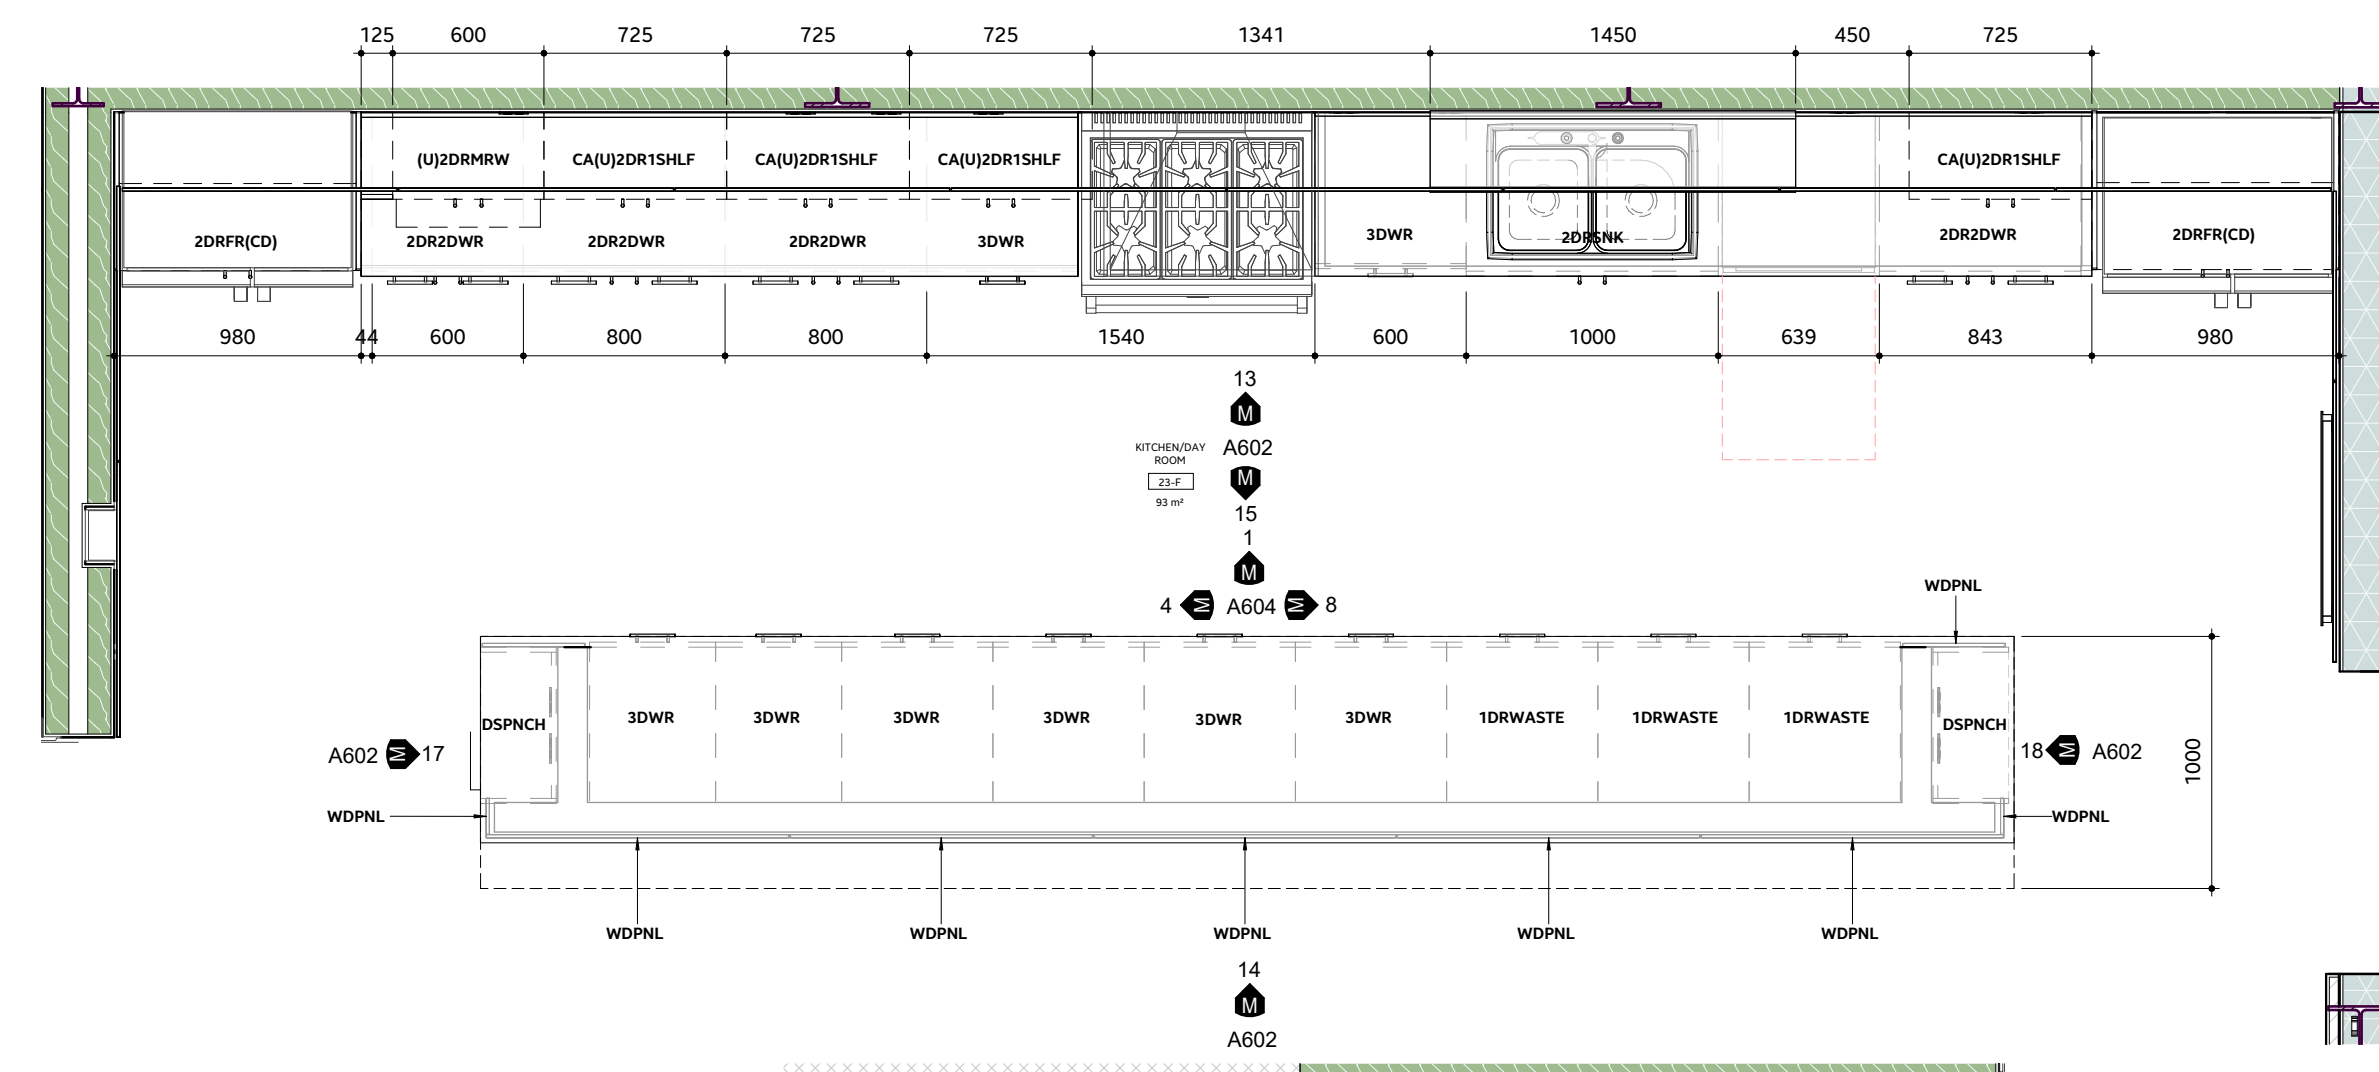 125 600 725 725 725 1341 1450 450 725
(U)2DRMRW CA(U)2DR1SHLF CA(U)2DR1SHLF CA(U)2DR1SHLF CA(U)2DR1SHLF
2DRFR(CD) 2DR2DWR 2DR2DWR 2DR2DWR 3DWR 3DWR 2DRSNK 2DR2DWR 2DRFR(CD)
980 44 600 800 800 1540 600 1000 639 843 980
13
M
A602
KITCHEN/DAY
ROOM
23-F
93 m²
M
15
1
M
4 M A604 M 8
WDPNL
DSPNCH 3DWR 3DWR 3DWR 3DWR 3DWR 3DWR 1DRWASTE 1DRWASTE 1DRWASTE DSPNCH
A602 M 17
18 M A602
1000
WDPNL WDPNL
WDPNL WDPNL WDPNL WDPNL WDPNL
14
M
A602